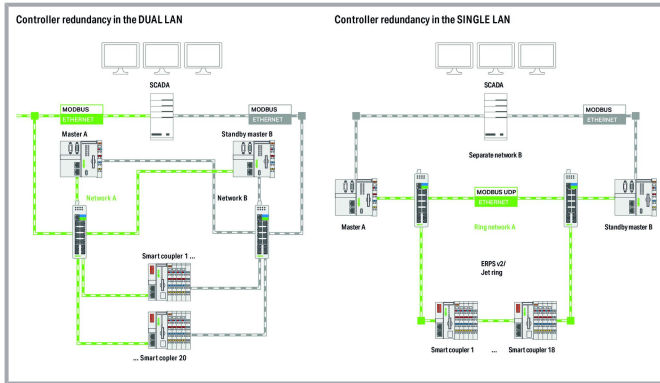 Controller redundancy in the DUAL LAN
SCADA
MODBUS
ETHERNET
MODBUS
ETHERNET
Master A
Standby master B
Network A
Network B
Smart coupler 1 ...
... Smart copler 20
Controller redundancy in the SINGLE LAN
SCADA
MODBUS
ETHERNET
Separate network B
MODBUS UDP
ETHERNET
Master A
Ring network A
Standby master B
ERPS v2/
Jet ring
Smart coupler 1 ... Smart coupler 18